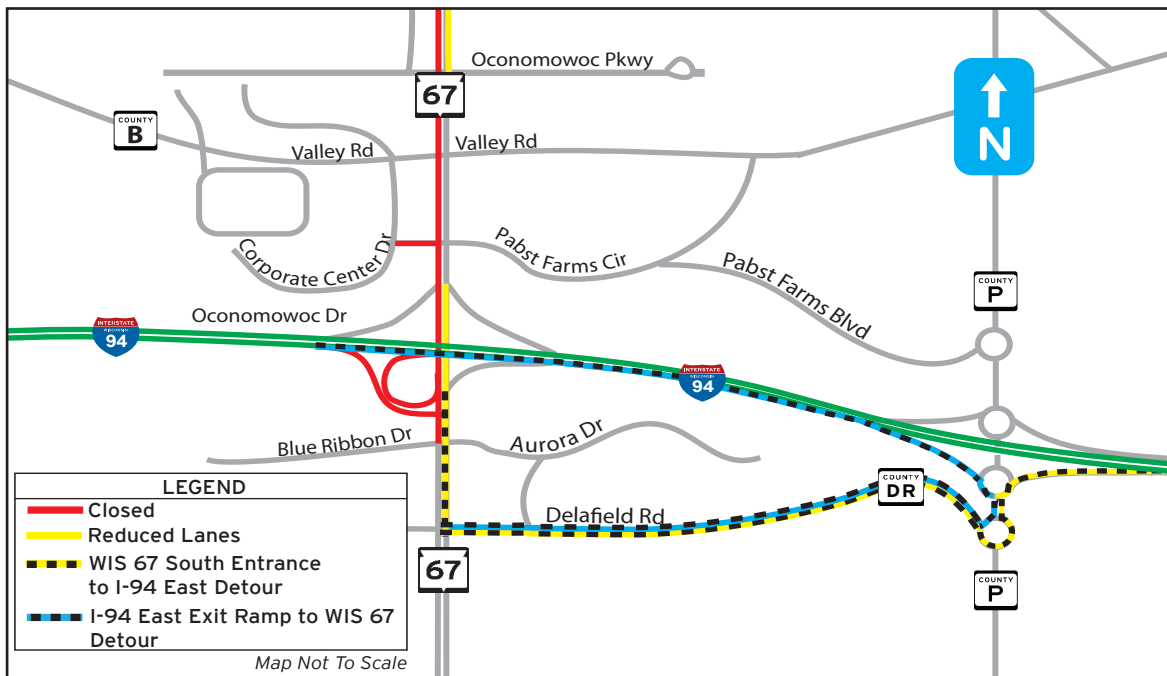 Oconomowoc Pkwy
67
COUNTY
B
Valley Rd
Valley Rd
N
Corporate Center Dr
Pabst Farms Cir
Pabst Farms Blvd
COUNTY
P
Oconomowoc Dr
INTERSTATE
WISCONSIN
94
INTERSTATE
WISCONSIN
94
Blue Ribbon Dr
Aurora Dr
COUNTY
DR
Delafield Rd
67
COUNTY
P
LEGEND
Closed
Reduced Lanes
WIS 67 South Entrance
to I-94 East Detour
I-94 East Exit Ramp to WIS 67
Detour
Map Not To Scale